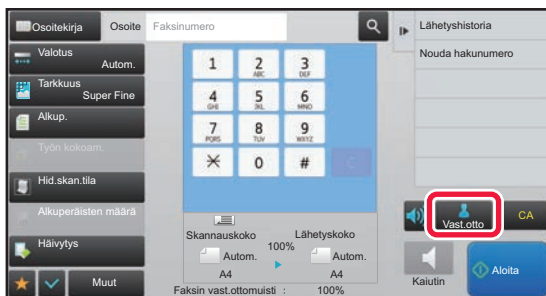 Osoitekirja
Osoite
Faksinumero
Lähetyshistoria
Nouda hakunumero
Valotus
Autom.
Tarkkuus
Super Fine
Alkup.
Työn kokoam.
Hid.skan.tila
Alkuperäisten määrä
Häivytys
Muut
1
2
ABC
3
DEF
4
GHI
5
JKL
6
MNO
7
PQRS
8
TUV
9
WXYZ
0
#
C
Skannauskoko
100%
Lähetyskoko
Autom.
Autom.
A4
A4
Faksin vast.ottomuisti : 100%
Vast.otto
CA
Kaiutin
Aloita